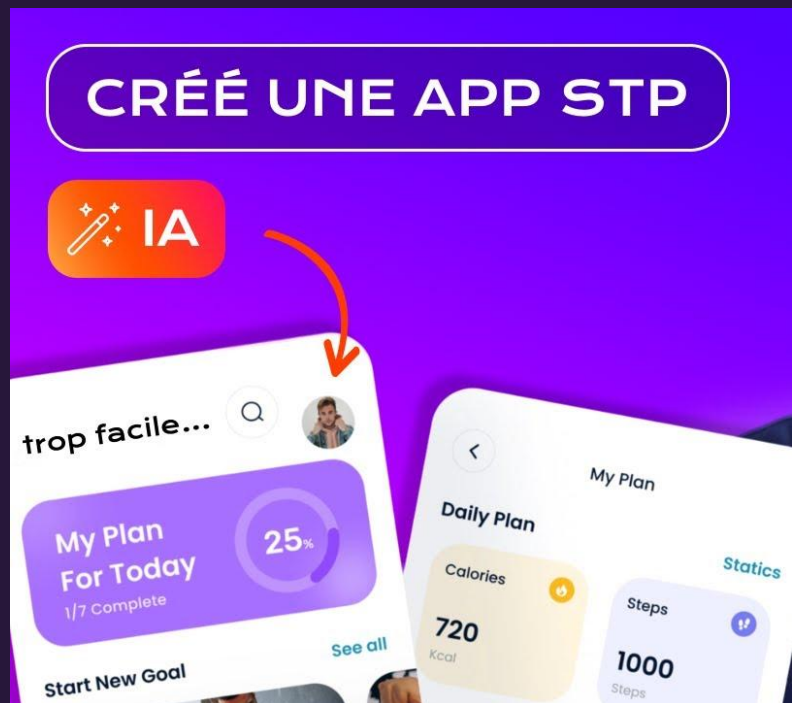 CRÉÉ UNE APP STP
IA
trop facile...
My Plan
For Today
1/7 Complete
25%
See all
Start New Goal
My Plan
Daily Plan
Statics
Calories
720
Kcal
Steps
1000
Steps